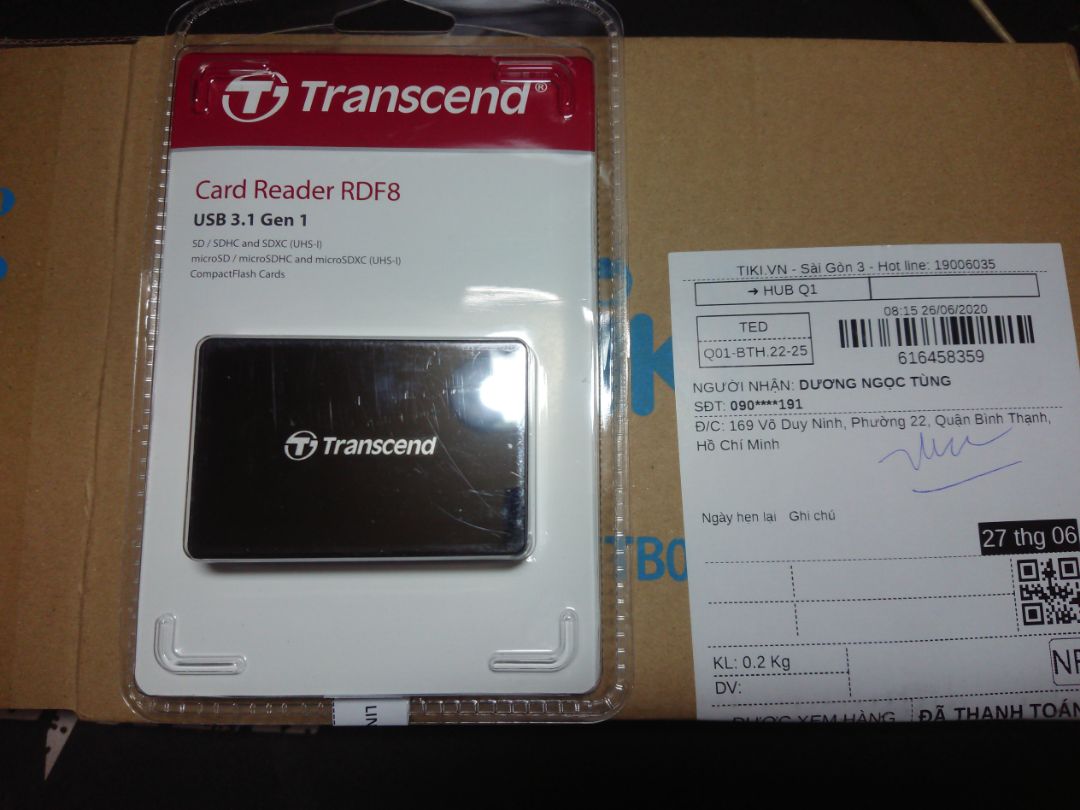 Transcend®
Card Reader RDF8
USB 3.1 Gen 1
SD / SDHC and SDXC (UHS-I)
microSD / microSDHC and microSDXC (UHS-I)
CompactFlash Cards
Transcend
TIKI.VN - Sài Gòn 3 - Hot line: 19006035
➔ HUB Q1
08:15 26/06/2020
TED
Q01-BTH.22-25
616458359
NGƯỜI NHẬN: DƯƠNG NGỌC TÙNG
SĐT: 090****191
Đ/C: 169 Võ Duy Ninh, Phường 22, Quận Bình Thạnh,
Hồ Chí Minh
Ngày hẹn lại Ghi chú
27 thg 06
KL: 0.2 Kg
DV:
ĐƯỢC XEM HÀNG
ĐÃ THANH TOÁN